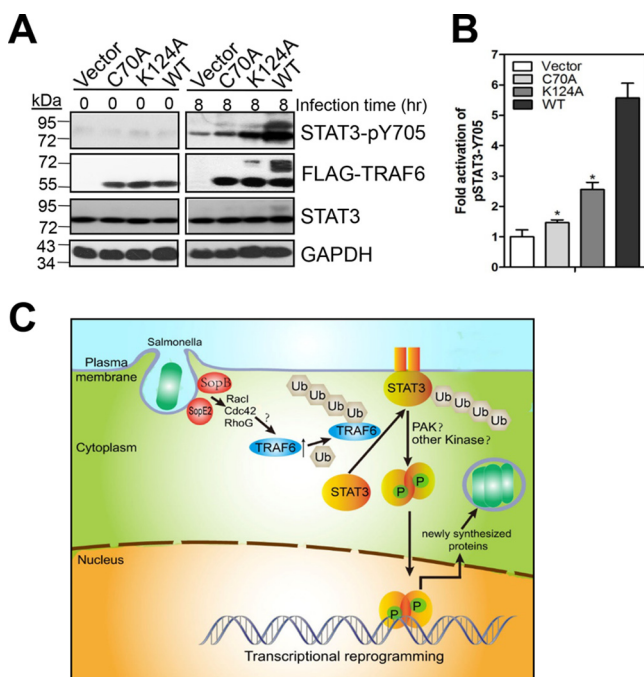 A
Vector
C70A
K124A
WT
Vector
C70A
K124A
WT
kDa
0 0 0 0 8 8 8 8 Infection time (hr)
95
72
STAT3-pY705
72
55
FLAG-TRAF6
95
72
STAT3
43
34
GAPDH
B
Fold activation of
pSTAT3-Y705
7
6
5
4
3
2
1
0
Vector
C70A
K124A
WT
*
*
C
Salmonella
Plasma
membrane
SopB
SopE2
RacI
Cdc42
RhoG
?
TRAF6
Ub
Ub
Ub
Ub
Ub
TRAF6
STAT3
STAT3
Ub
Ub
Ub
Ub
PAK?
other Kinase?
Cytoplasm
P P
newly synthesized
proteins
Nucleus
P P
Transcriptional reprogramming